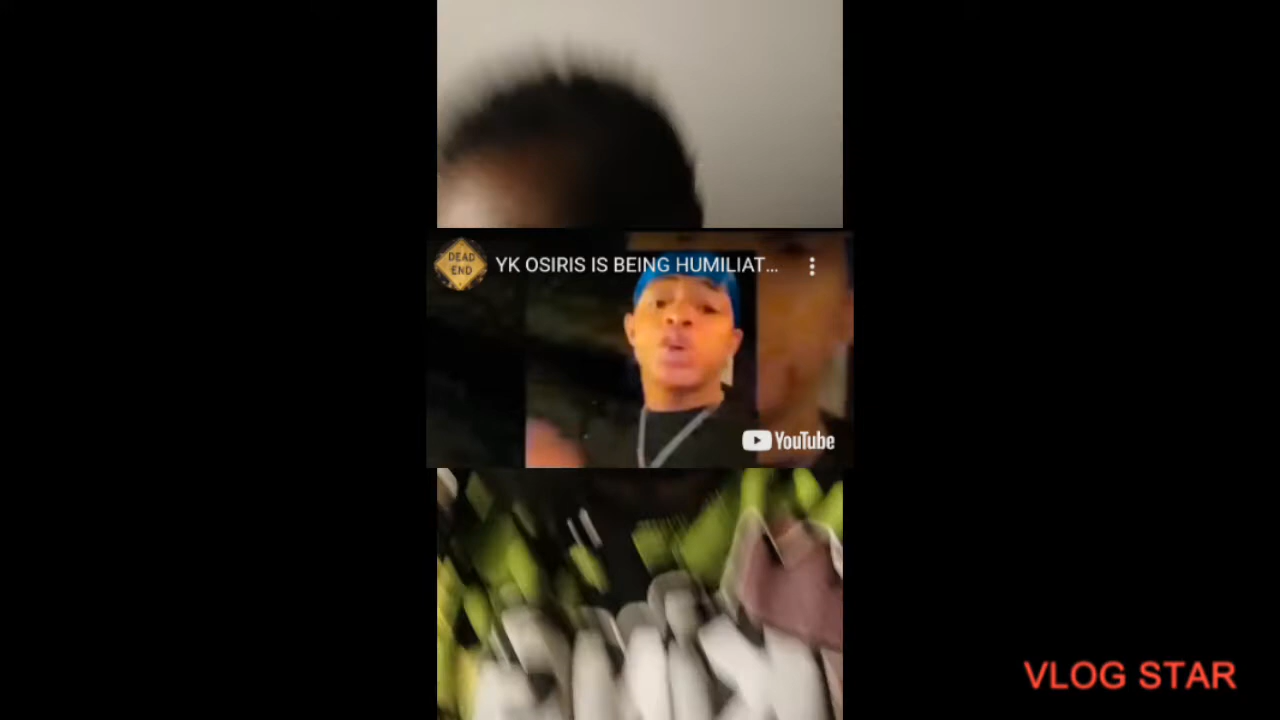 DEAD
END
YK OSIRIS IS BEING HUMILIAT...
YouTube
VLOG STAR